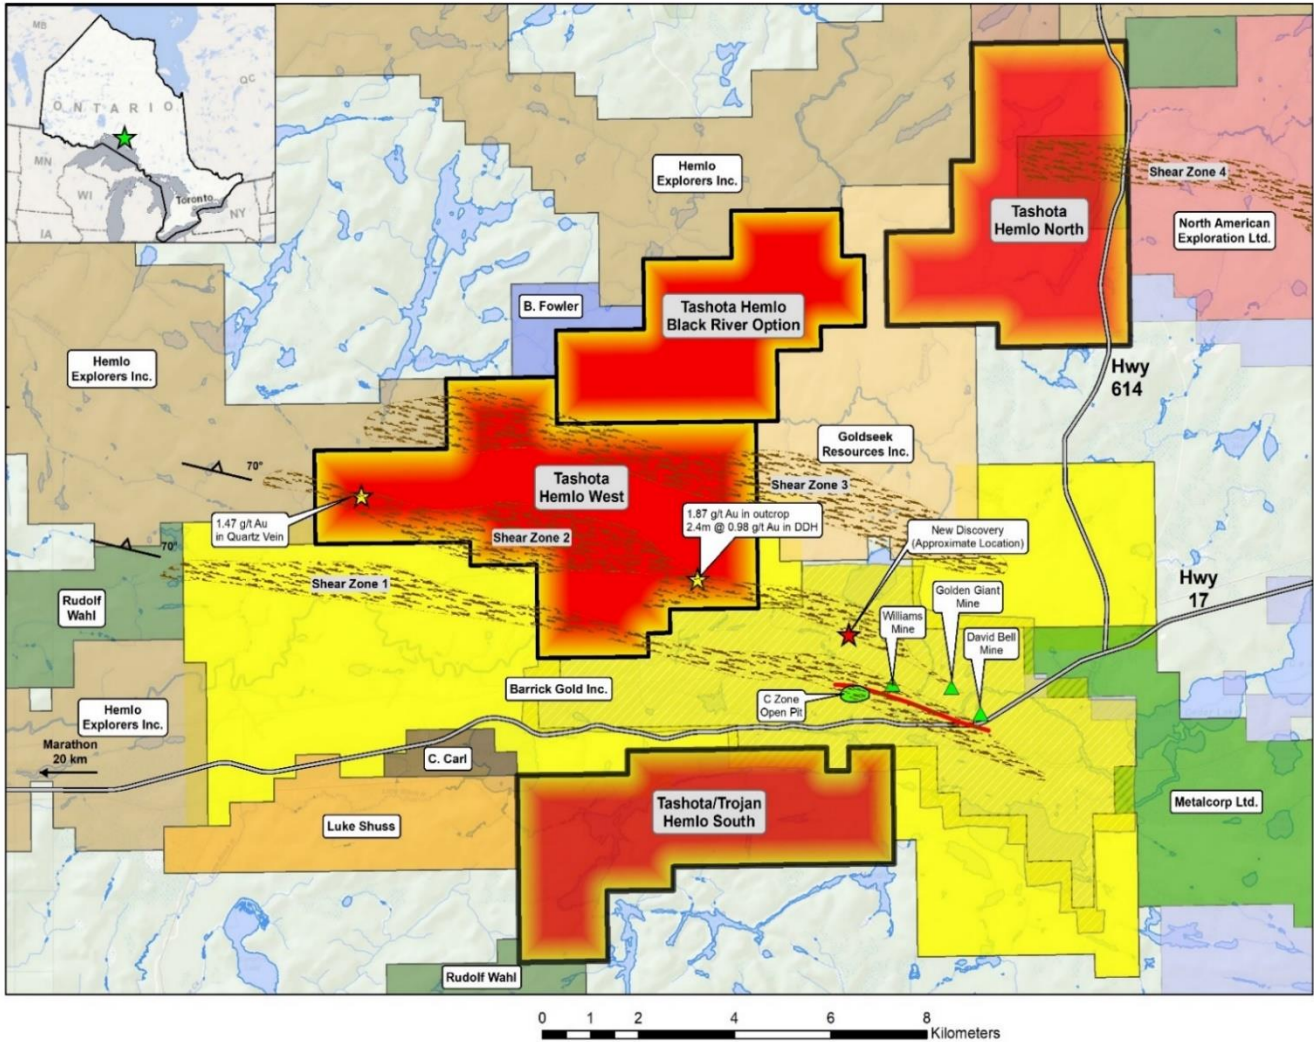 MB
ONTARIO
QC
MN
WI
Toronto
NY
IA
Hemlo
Explorers Inc.
Shear Zone 4
Tashota
Hemlo North
North American
Exploration Ltd.
B. Fowler
Tashota Hemlo
Black River Option
Hemlo
Explorers Inc.
Hwy
614
Goldseek
Resources Inc.
70°
Tashota
Hemlo West
Shear Zone 3
1.47 g/t Au
in Quartz Vein
1.87 g/t Au in outcrop
2.4m @ 0.98 g/t Au in DDH
Shear Zone 2
New Discovery
(Approximate Location)
70°
Shear Zone 1
Hwy
17
Rudolf
Wahl
Golden Giant
Mine
Williams
Mine
David Bell
Mine
Barrick Gold Inc.
C Zone
Open Pit
Hemlo
Explorers Inc.
Marathon
20 km
C. Carl
Tashota/Trojan
Hemlo South
Metalcorp Ltd.
Luke Shuss
Rudolf Wahl
0 1 2 4 6 8
Kilometers